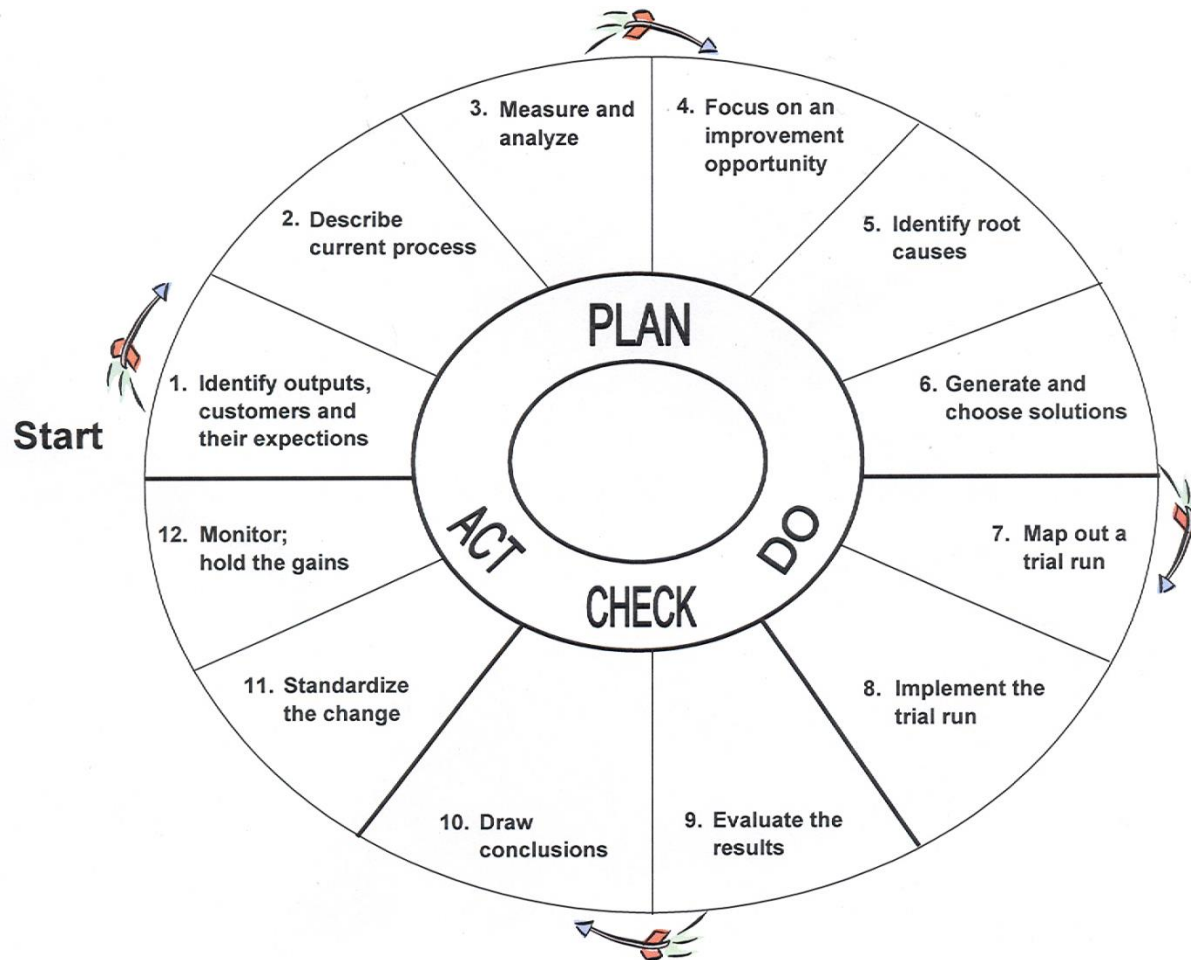 Start
1. Identify outputs,
customers and
their expections
2. Describe
current process
3. Measure and
analyze
4. Focus on an
improvement
opportunity
5. Identify root
causes
6. Generate and
choose solutions
7. Map out a
trial run
8. Implement the
trial run
9. Evaluate the
results
10. Draw
conclusions
11. Standardize
the change
12. Monitor;
hold the gains
PLAN
DO
CHECK
ACT